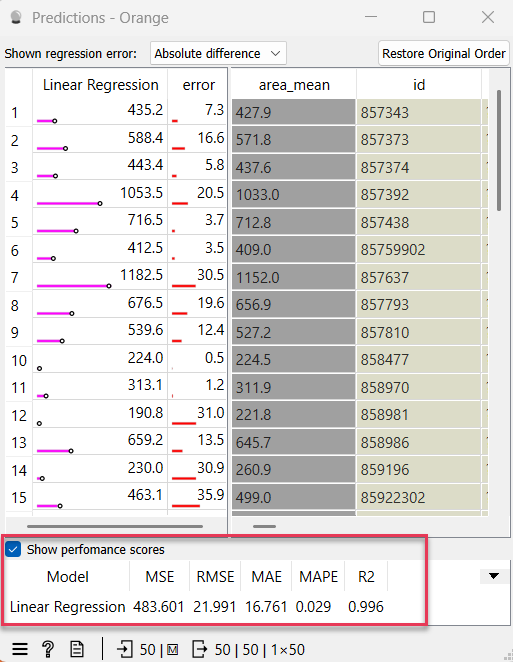 Predictions - Orange
Shown regression error: Absolute difference Restore Original Order
Linear Regression error area_mean id
1 435.2 7.3 427.9 857343
2 588.4 16.6 571.8 857373
3 443.4 5.8 437.6 857374
4 1053.5 20.5 1033.0 857392
5 716.5 3.7 712.8 857438
6 412.5 3.5 409.0 85759902
7 1182.5 30.5 1152.0 857637
8 676.5 19.6 656.9 857793
9 539.6 12.4 527.2 857810
10 224.0 0.5 224.5 858477
11 313.1 1.2 311.9 858970
12 190.8 31.0 221.8 858981
13 659.2 13.5 645.7 858986
14 230.0 30.9 260.9 859196
15 463.1 35.9 499.0 85922302
Show perfomance scores
Model MSE RMSE MAE MAPE R2
Linear Regression 483.601 21.991 16.761 0.029 0.996
50 | M 50 | 50 | 1×50